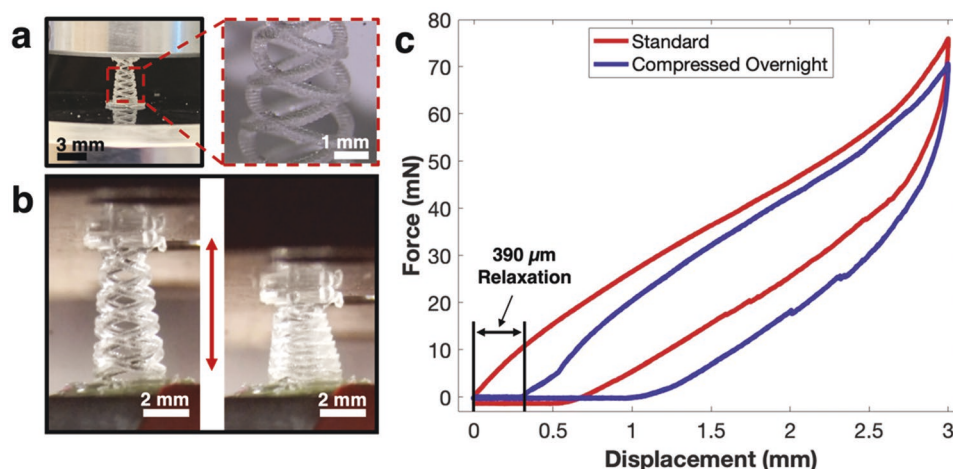 a
3 mm
1 mm
b
2 mm
2 mm
c
Standard
Compressed Overnight
390 µm
Relaxation
Force (mN)
80
70
60
50
40
30
20
10
0
0
0.5
1
1.5
2
2.5
3
Displacement (mm)